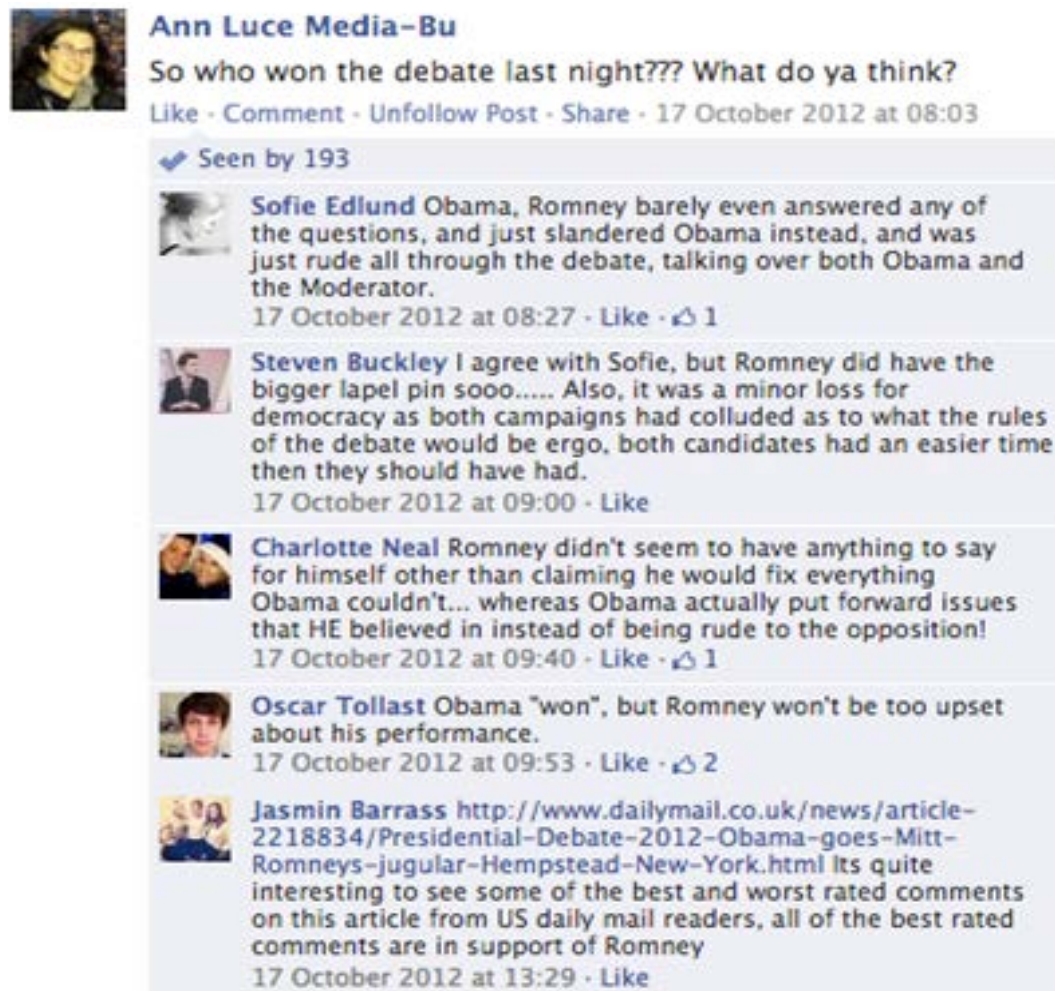 Ann Luce Media-Bu
So who won the debate last night??? What do ya think?
Like · Comment · Unfollow Post · Share · 17 October 2012 at 08:03
Seen by 193
Sofie Edlund Obama, Romney barely even answered any of
the questions, and just slandered Obama instead, and was
just rude all through the debate, talking over both Obama and
the Moderator.
17 October 2012 at 08:27 · Like · 1
Steven Buckley I agree with Sofie, but Romney did have the
bigger lapel pin sooo..... Also, it was a minor loss for
democracy as both campaigns had colluded as to what the rules
of the debate would be ergo, both candidates had an easier time
then they should have had.
17 October 2012 at 09:00 · Like
Charlotte Neal Romney didn't seem to have anything to say
for himself other than claiming he would fix everything
Obama couldn't... whereas Obama actually put forward issues
that HE believed in instead of being rude to the opposition!
17 October 2012 at 09:40 · Like · 1
Oscar Tollast Obama "won", but Romney won't be too upset
about his performance.
17 October 2012 at 09:53 · Like · 2
Jasmin Barrass http://www.dailymail.co.uk/news/article-
2218834/Presidential-Debate-2012-Obama-goes-Mitt-
Romneys-jugular-Hempstead-New-York.html Its quite
interesting to see some of the best and worst rated comments
on this article from US daily mail readers, all of the best rated
comments are in support of Romney
17 October 2012 at 13:29 · Like